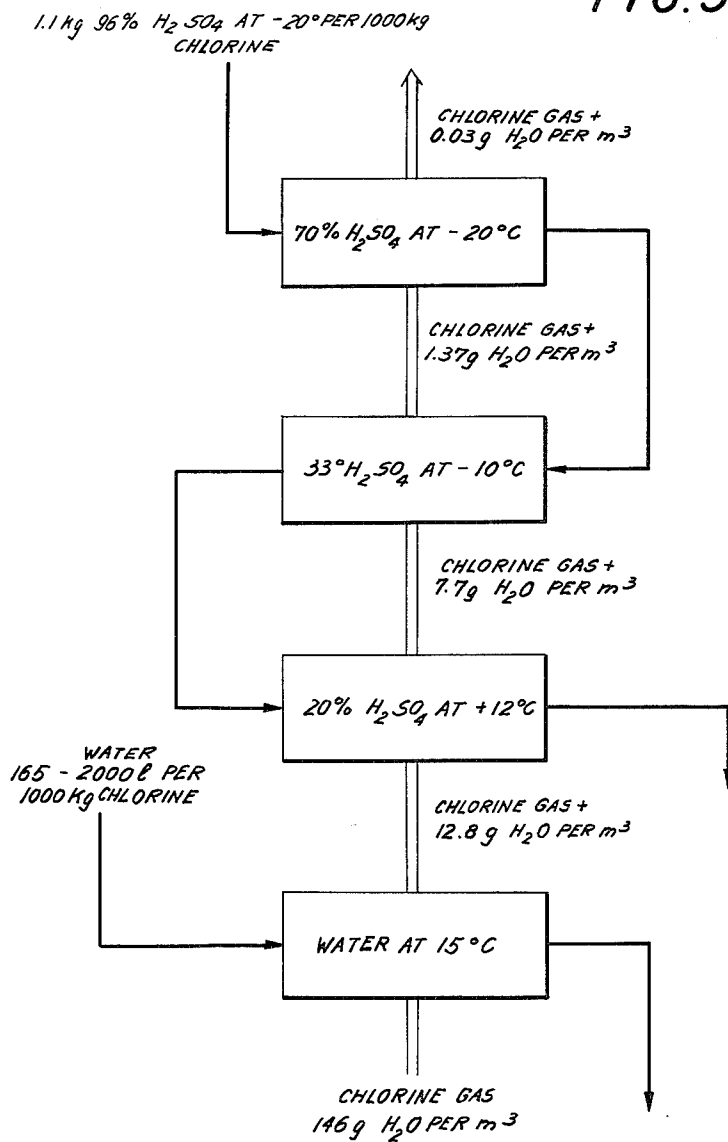 1.1 kg 96% H2SO4 AT -20° PER 1000 kg
CHLORINE
CHLORINE GAS +
0.03g H2O PER m3
70% H2SO4 AT -20°C
CHLORINE GAS +
1.37g H2O PER m3
33° H2SO4 AT -10°C
CHLORINE GAS +
7.7g H2O PER m3
20% H2SO4 AT +12°C
WATER
165 - 2000 l PER
1000 Kg CHLORINE
CHLORINE GAS +
12.8 g H2O PER m3
WATER AT 15°C
CHLORINE GAS
146 g H2O PER m3